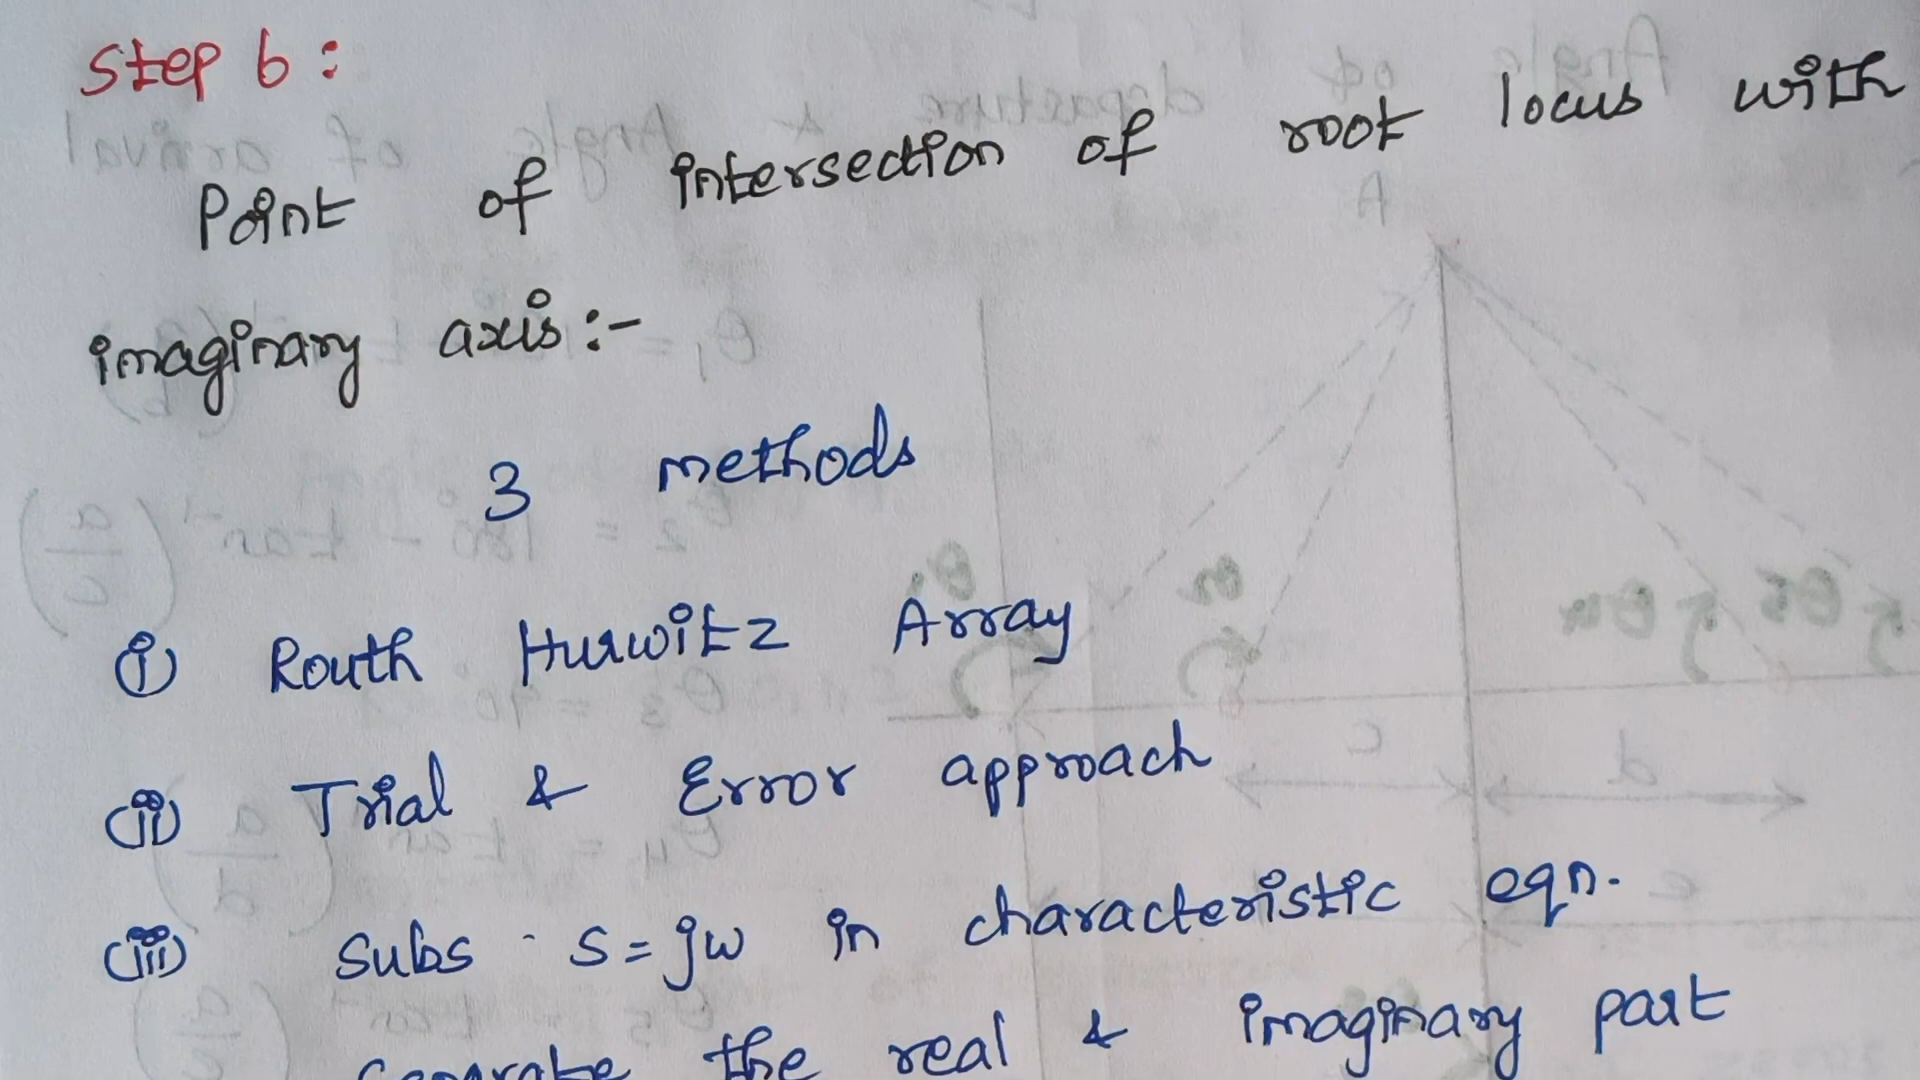 Step 6:
Point of intersection of root locus with
imaginary axis:-
3 methods
(i) Routh Hurwitz Array
(ii) Trial & Error approach
(iii) Subs. s=jw in characteristic eqn.
separate the real & imaginary part